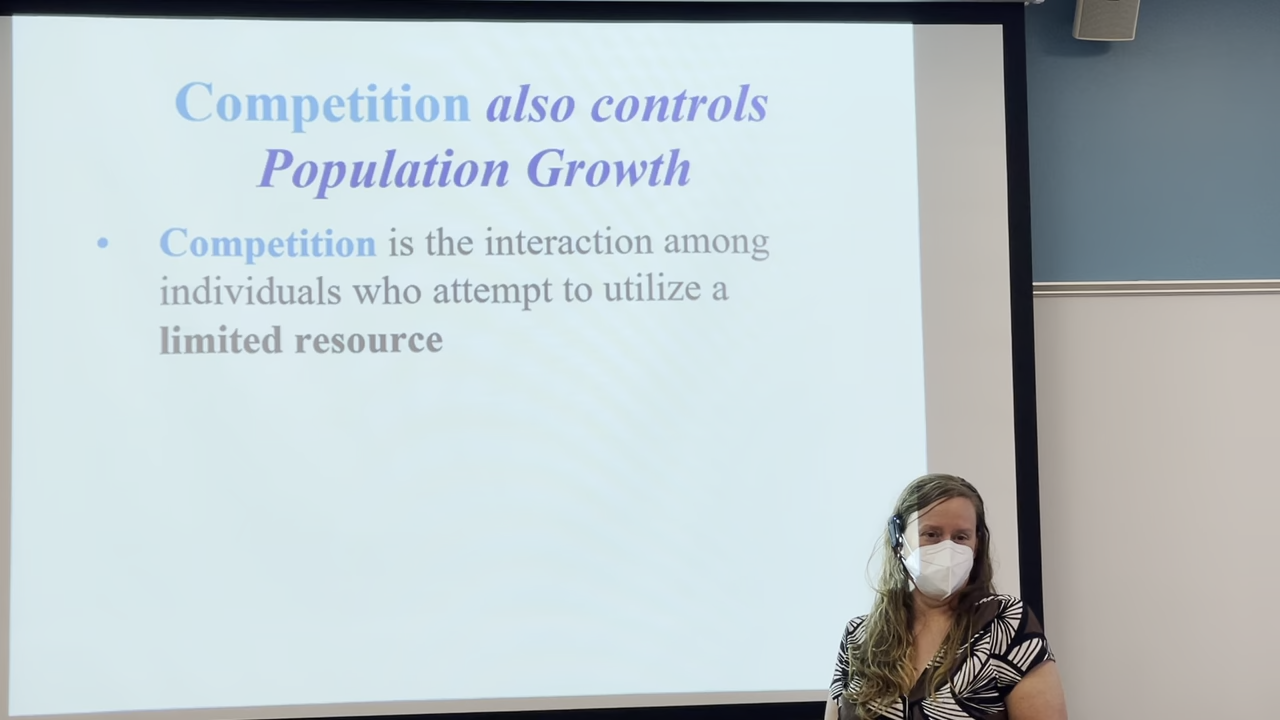 Competition also controls
Population Growth
• Competition is the interaction among
individuals who attempt to utilize a
limited resource